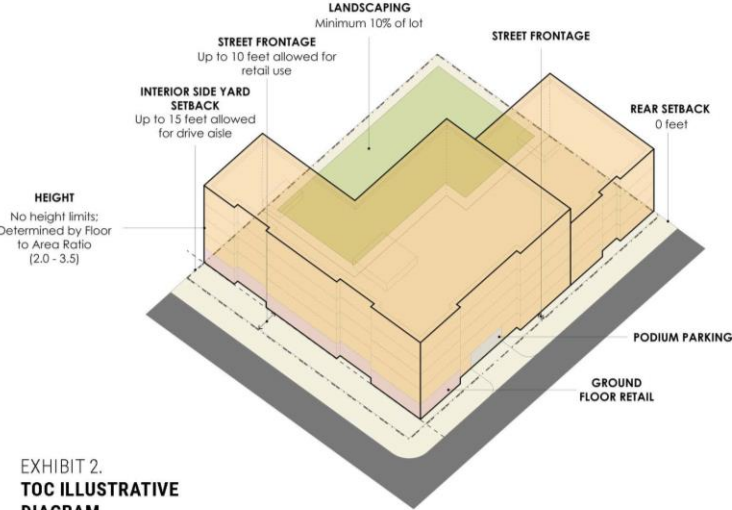 LANDSCAPING
Minimum 10% of lot
STREET FRONTAGE
Up to 10 feet allowed for
retail use
STREET FRONTAGE
INTERIOR SIDE YARD
SETBACK
Up to 15 feet allowed
for drive aisle
REAR SETBACK
0 feet
HEIGHT
No height limits;
Determined by Floor
to Area Ratio
(2.0 - 3.5)
PODIUM PARKING
GROUND
FLOOR RETAIL
EXHIBIT 2.
TOC ILLUSTRATIVE
DIAGRAM